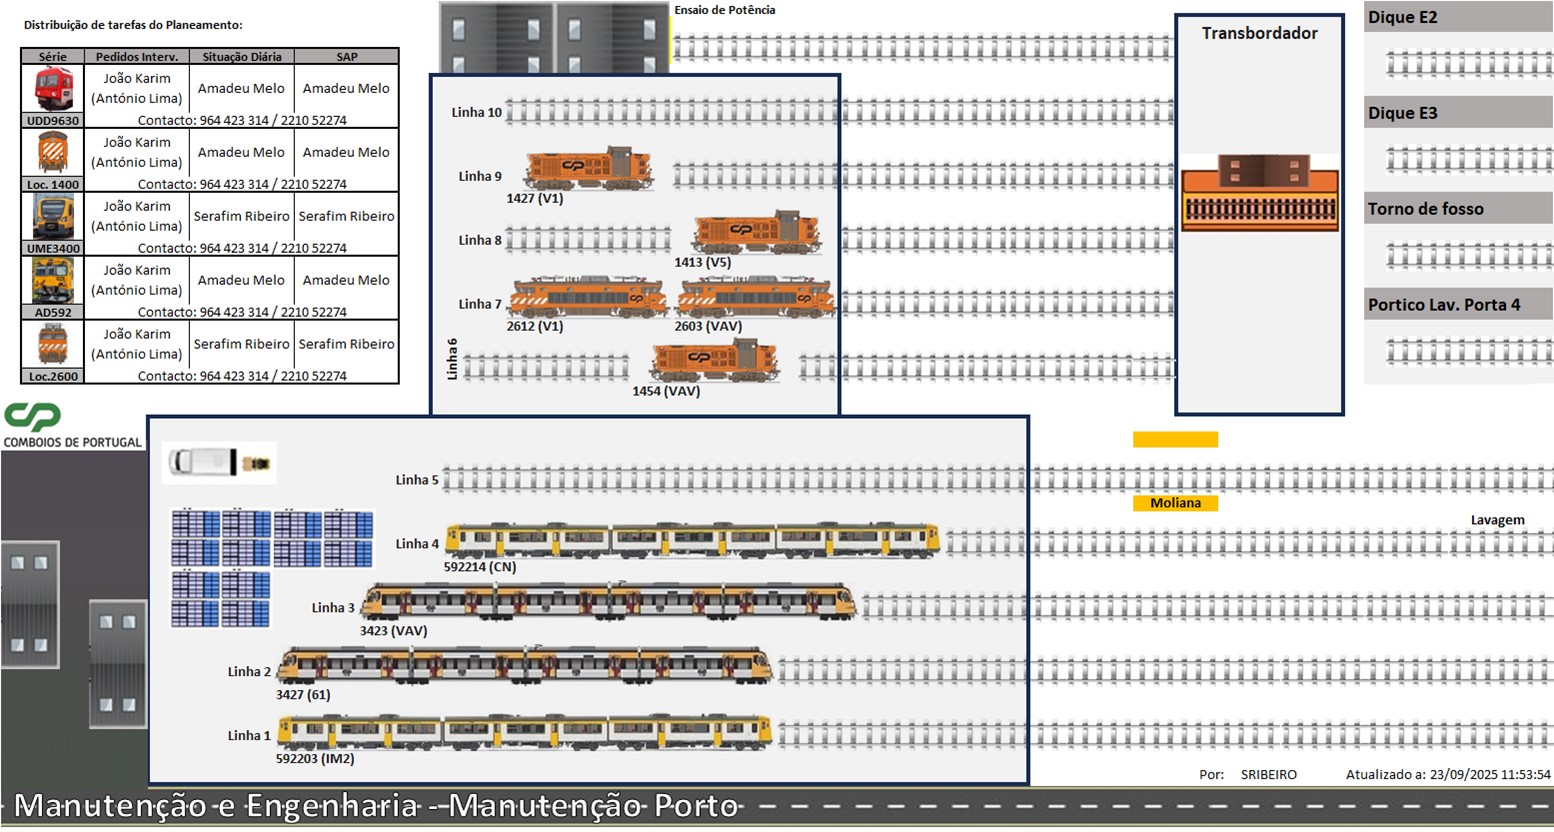 Distribuição de tarefas do Planeamento:
Série Pedidos Interv. Situação Diária SAP
João Karim
(António Lima) Amadeu Melo Amadeu Melo
UDD9630 Contacto: 964 423 314 / 2210 52274
João Karim
(António Lima) Amadeu Melo Amadeu Melo
Loc. 1400 Contacto: 964 423 314 / 2210 52274
João Karim
(António Lima) Serafim Ribeiro Serafim Ribeiro
UME3400 Contacto: 964 423 314 / 2210 52274
João Karim
(António Lima) Amadeu Melo Amadeu Melo
AD592 Contacto: 964 423 314 / 2210 52274
João Karim
(António Lima) Serafim Ribeiro Serafim Ribeiro
Loc.2600 Contacto: 964 423 314 / 2210 52274
CP
COMBOIOS DE PORTUGAL
Ensaio de Potência
Linha 10
Linha 9
1427 (V1)
Linha 8
1413 (V5)
Linha 7
2612 (V1) 2603 (VAV)
Linha 6
1454 (VAV)
Transbordador
Dique E2
Dique E3
Torno de fosso
Portico Lav. Porta 4
Linha 5
Moliana
Lavagem
Linha 4
592214 (CN)
Linha 3
3423 (VAV)
Linha 2
3427 (61)
Linha 1
592203 (IM2)
Por: SRIBEIRO Atualizado a: 23/09/2025 11:53:54
Manutenção e Engenharia - Manutenção Porto